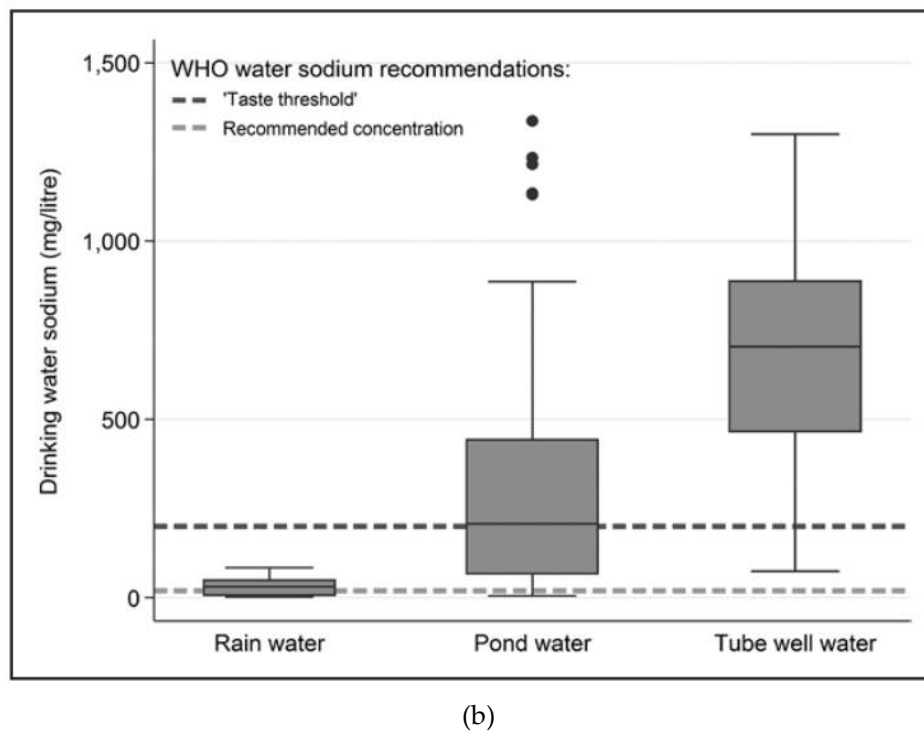 WHO water sodium recommendations:
'Taste threshold'
Recommended concentration
Drinking water sodium (mg/litre)
1,500
1,000
500
0
Rain water Pond water Tube well water
(b)